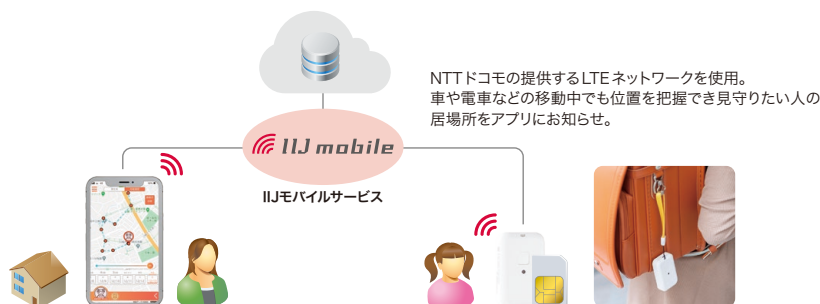 NTTドコモの提供するLTEネットワークを使用。
車や電車などの移動中でも位置を把握でき見守りたい人の
居場所をアプリにお知らせ。
IIJ mobile
IIJモバイルサービス